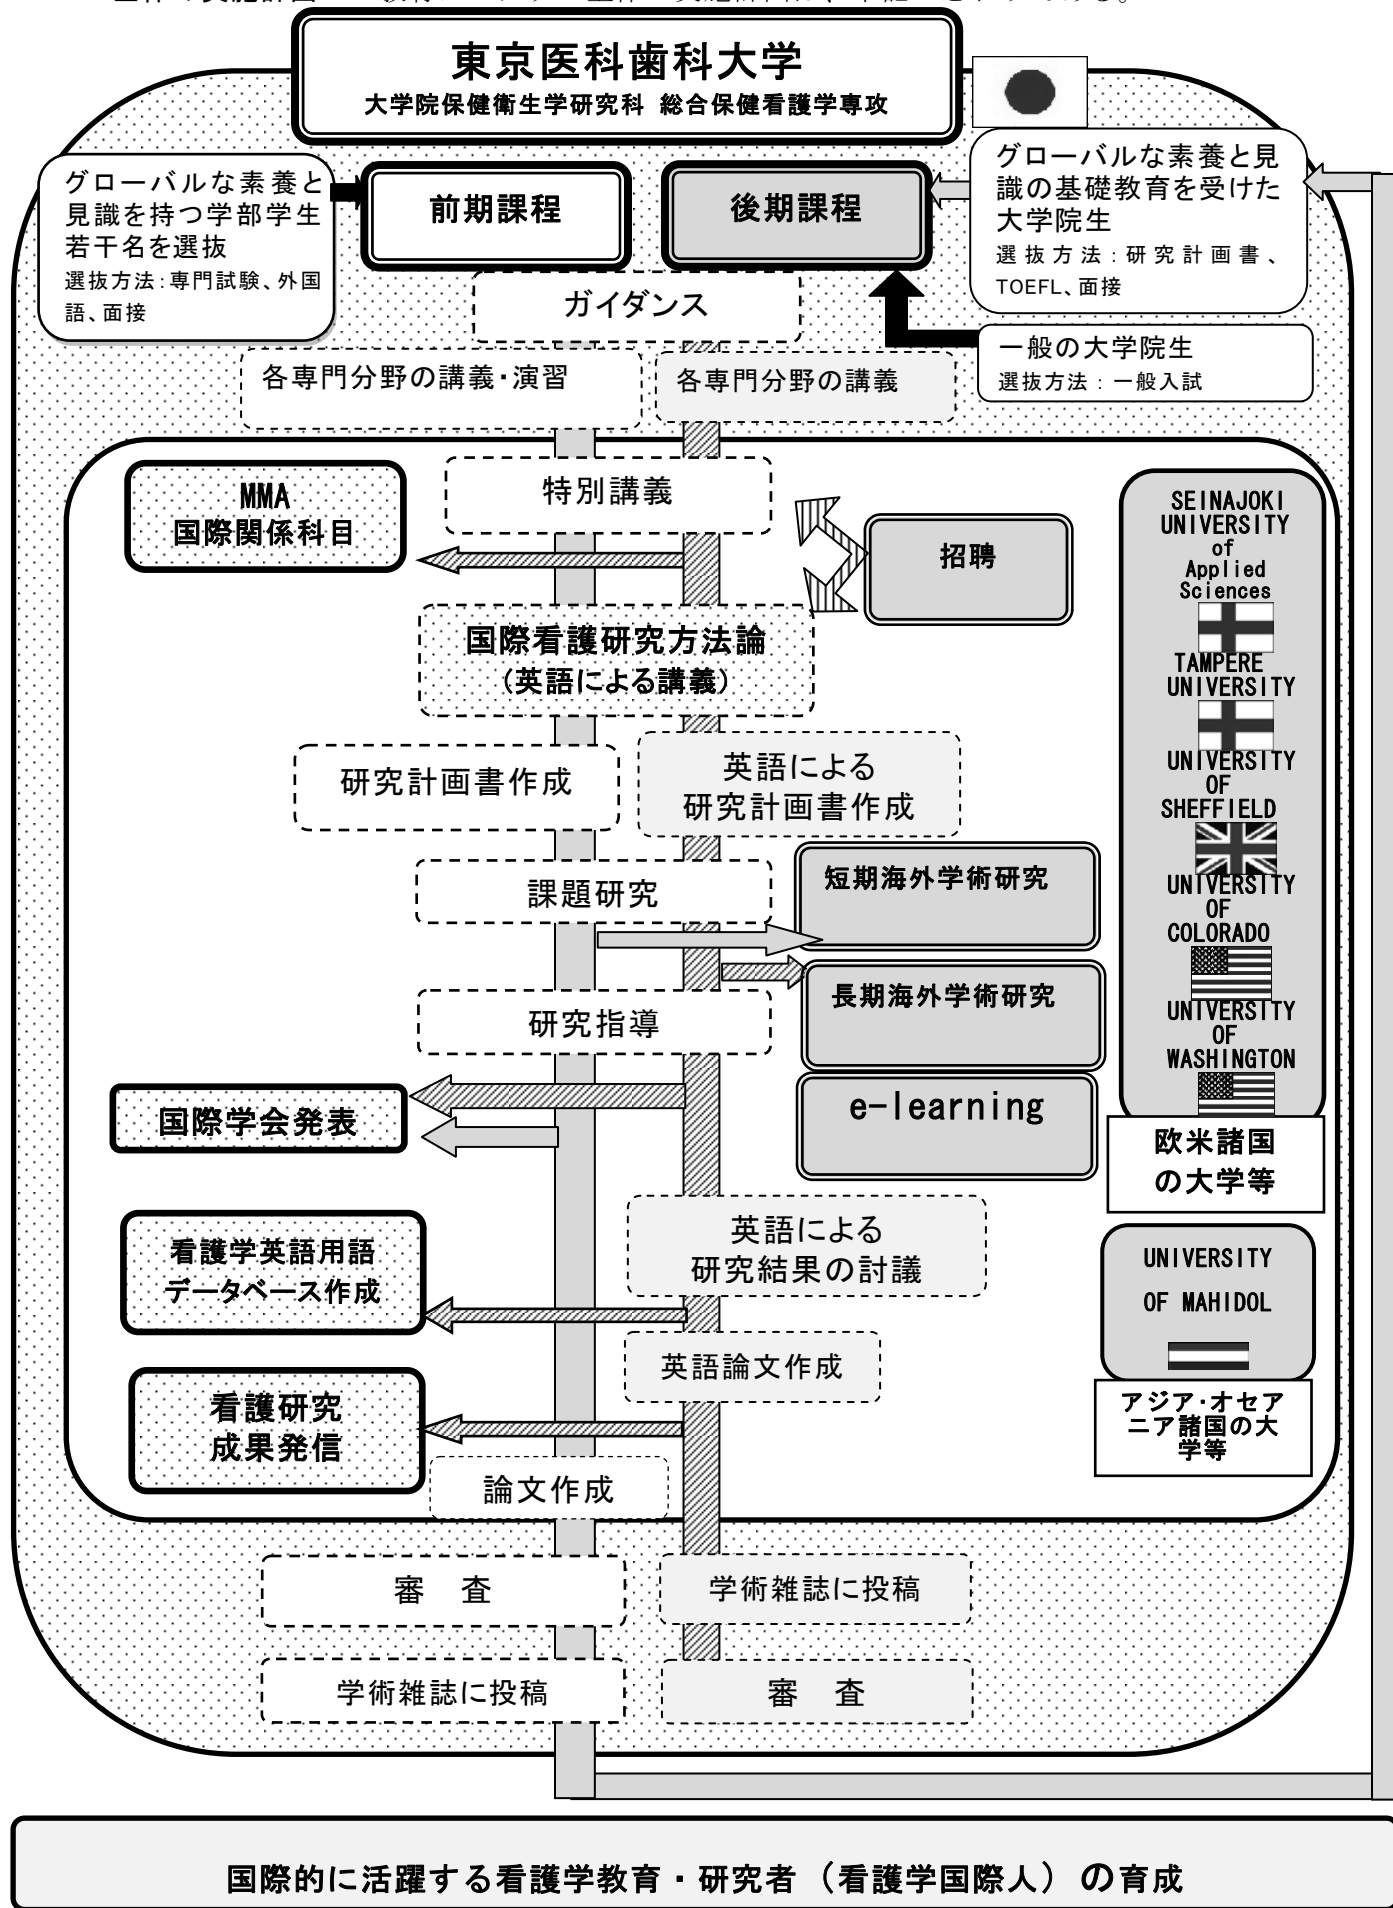 東京医科歯科大学
大学院保健衛生学研究科 総合保健看護学専攻
グローバルな素養と
見識を持つ学部学生
若干名を選抜
選抜方法：専門試験、外国
語、面接
前期課程
後期課程
グローバルな素養と見
識の基礎教育を受けた
大学院生
選抜方法：研究計画書、
TOEFL、面接
一般の大学院生
選抜方法：一般入試
ガイダンス
各専門分野の講義・演習
各専門分野の講義
MMA
国際関係科目
特別講義
招聘
国際看護研究方法論
（英語による講義）
研究計画書作成
英語による
研究計画書作成
課題研究
短期海外学術研究
長期海外学術研究
研究指導
e-learning
国際学会発表
英語による
研究結果の討議
看護学英語用語
データベース作成
英語論文作成
看護研究
成果発信
論文作成
SEINAJOKI
UNIVERSITY
of
Applied
Sciences
TAMPERE
UNIVERSITY
UNIVERSITY
OF
SHEFFIELD
UNIVERSITY
OF
COLORADO
UNIVERSITY
OF
WASHINGTON
欧米諸国
の大学等
UNIVERSITY
OF MAHIDOL
アジア・オセア
ニア諸国の大
学等
審　査
学術雑誌に投稿
学術雑誌に投稿
審　査
国際的に活躍する看護学教育・研究者（看護学国際人）の育成